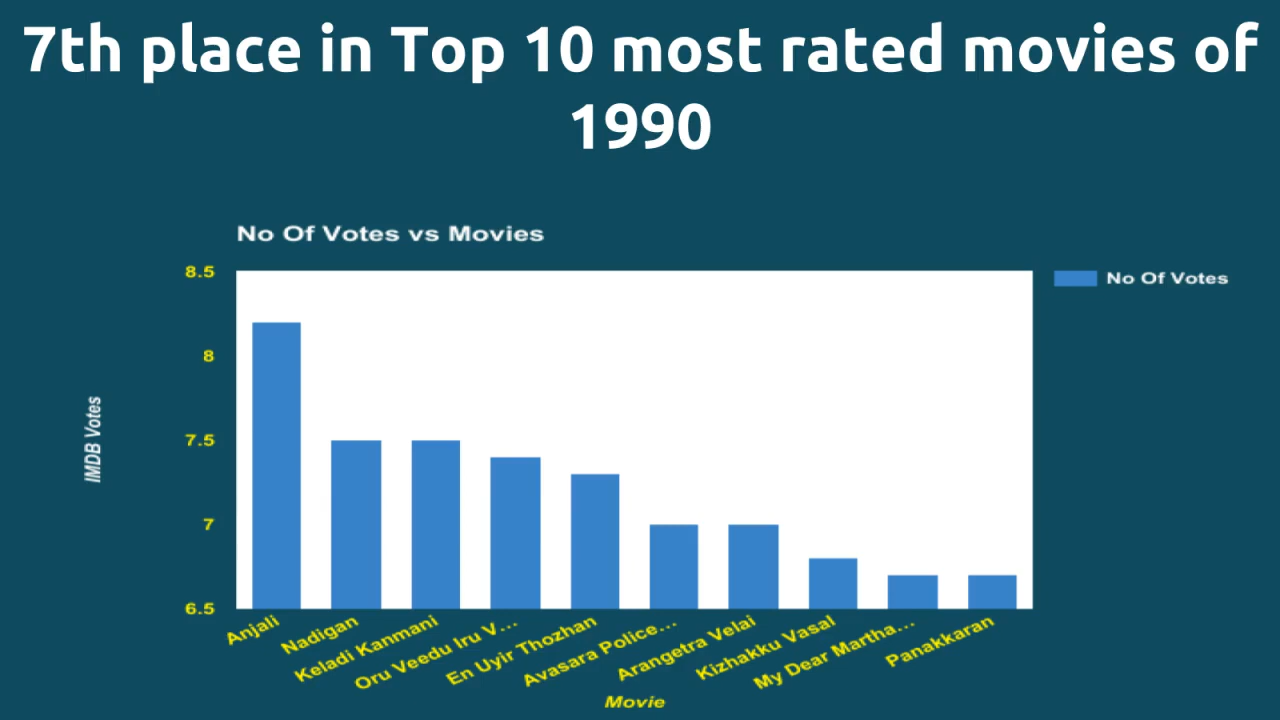 7th place in Top 10 most rated movies of
1990
No Of Votes vs Movies
No Of Votes
8.5
8
7.5
7
6.5
IMDB Votes
Anjali
Nadigan
Keladi Kanmani
Oru Veedu Iru V...
En Uyir Thozhan
Avasara Police...
Arangetra Velai
Kizhakku Vasal
My Dear Martha...
Panakkaran
Movie